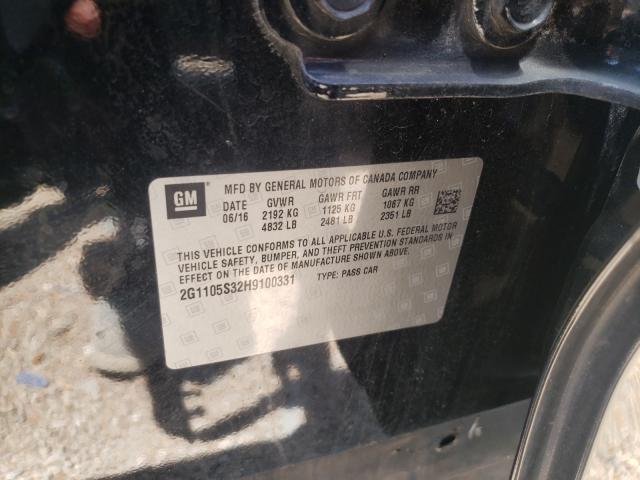 GM
MFD BY GENERAL MOTORS OF CANADA COMPANY
DATE GVWR GAWR FRT GAWR RR
06/16 2192 KG 1125 KG 1067 KG
4832 LB 2481 LB 2351 LB
THIS VEHICLE CONFORMS TO ALL APPLICABLE U.S. FEDERAL MOTOR
VEHICLE SAFETY, BUMPER, AND THEFT PREVENTION STANDARDS IN
EFFECT ON THE DATE OF MANUFACTURE SHOWN ABOVE.
2G1105S32H9100331 TYPE: PASS CAR